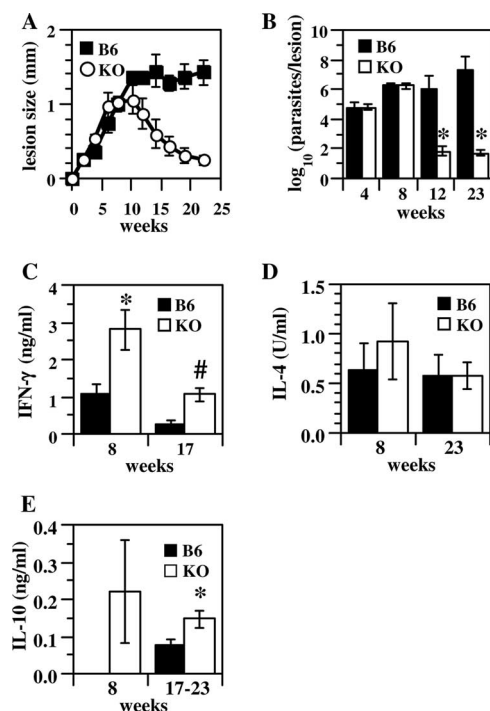 A
B6
KO
lesion size (mm)
2
1
0
0 5 10 15 20 25
weeks
B
B6
KO
log10 (parasites/lesion)
10
8
6
4
2
0
* *
4 8 12 23
weeks
C
B6
KO
IFN-γ (ng/ml)
4
3
2
1
0
* #
8 17
weeks
D
B6
KO
IL-4 (U/ml)
1.5
1.0
0.5
0.0
8 23
weeks
E
B6
KO
IL-10 (ng/ml)
0.4
0.3
0.2
0.1
0.0
*
8 17-23
weeks